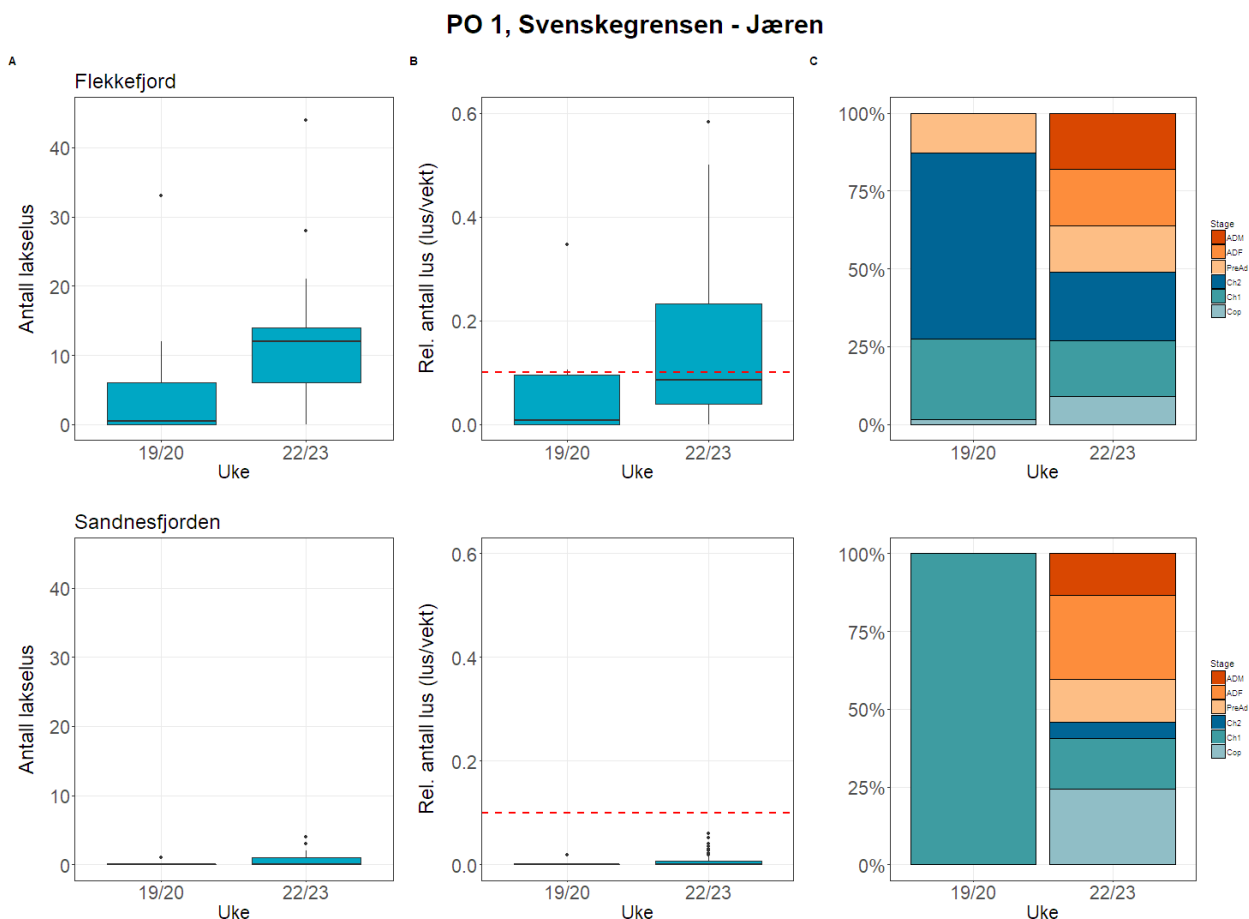 PO 1, Svenskegrensen - Jæren
A
B
C
Flekkefjord
Antall lakselus
40
30
20
10
0
19/20
22/23
Uke
Rel. antall lus (lus/vekt)
0.6
0.4
0.2
0.0
19/20
22/23
Uke
100%
75%
50%
25%
0%
19/20
22/23
Uke
Stage
ADM
ADF
PreAd
Ch2
Ch1
Cop
Sandnesfjorden
Antall lakselus
40
30
20
10
0
19/20
22/23
Uke
Rel. antall lus (lus/vekt)
0.6
0.4
0.2
0.0
19/20
22/23
Uke
100%
75%
50%
25%
0%
19/20
22/23
Uke
Stage
ADM
ADF
PreAd
Ch2
Ch1
Cop